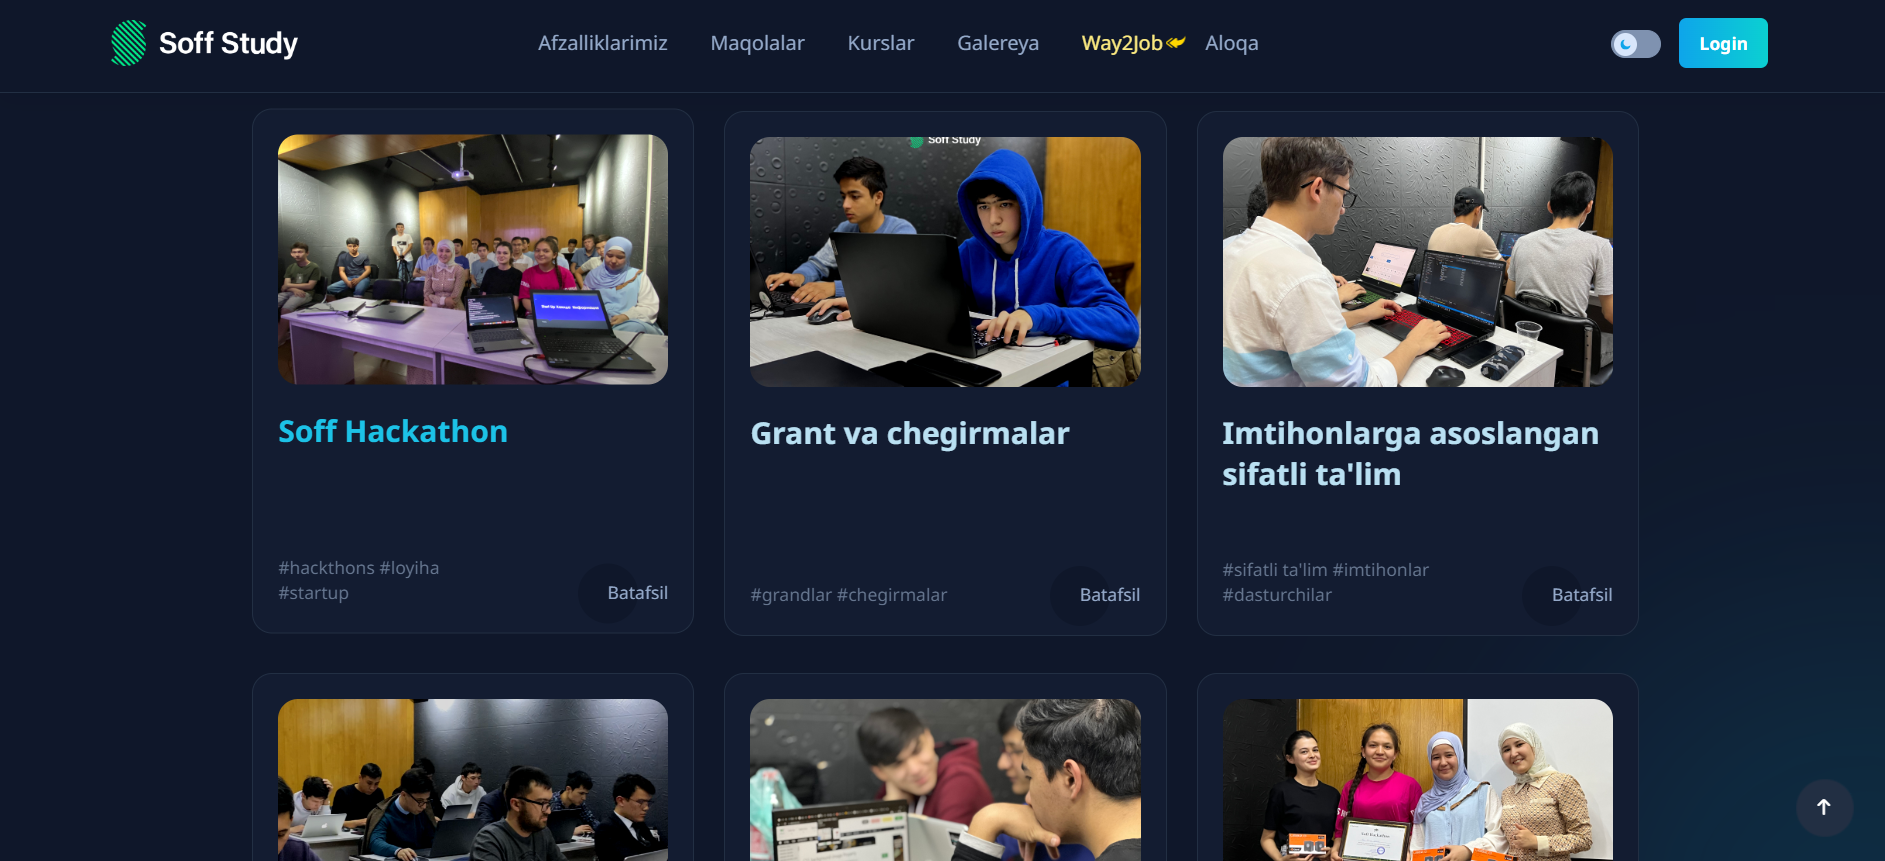 Soff Study
Afzalliklarimiz
Maqolalar
Kurslar
Galereya
Way2Job
Aloqa
Login
Soff Study
Soff Hackathon
#hackthons #loyiha
#startup
Batafsil
Grant va chegirmalar
#grandlar #chegirmalar
Batafsil
Imtihonlarga asoslangan
sifatli ta'lim
#sifatli ta'lim #imtihonlar
#dasturchilar
Batafsil